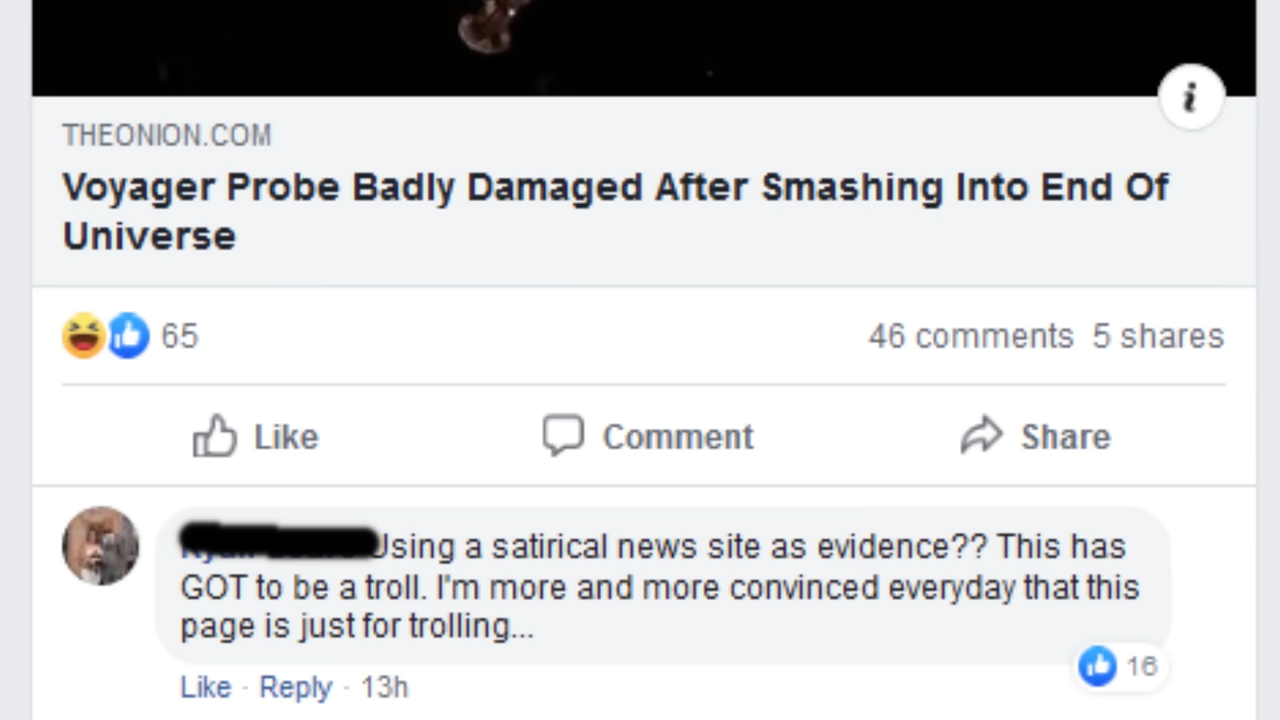 i
THEONION.COM
Voyager Probe Badly Damaged After Smashing Into End Of
Universe
65
46 comments 5 shares
Like
Comment
Share
Using a satirical news site as evidence?? This has
GOT to be a troll. I'm more and more convinced everyday that this
page is just for trolling...
16
Like · Reply · 13h